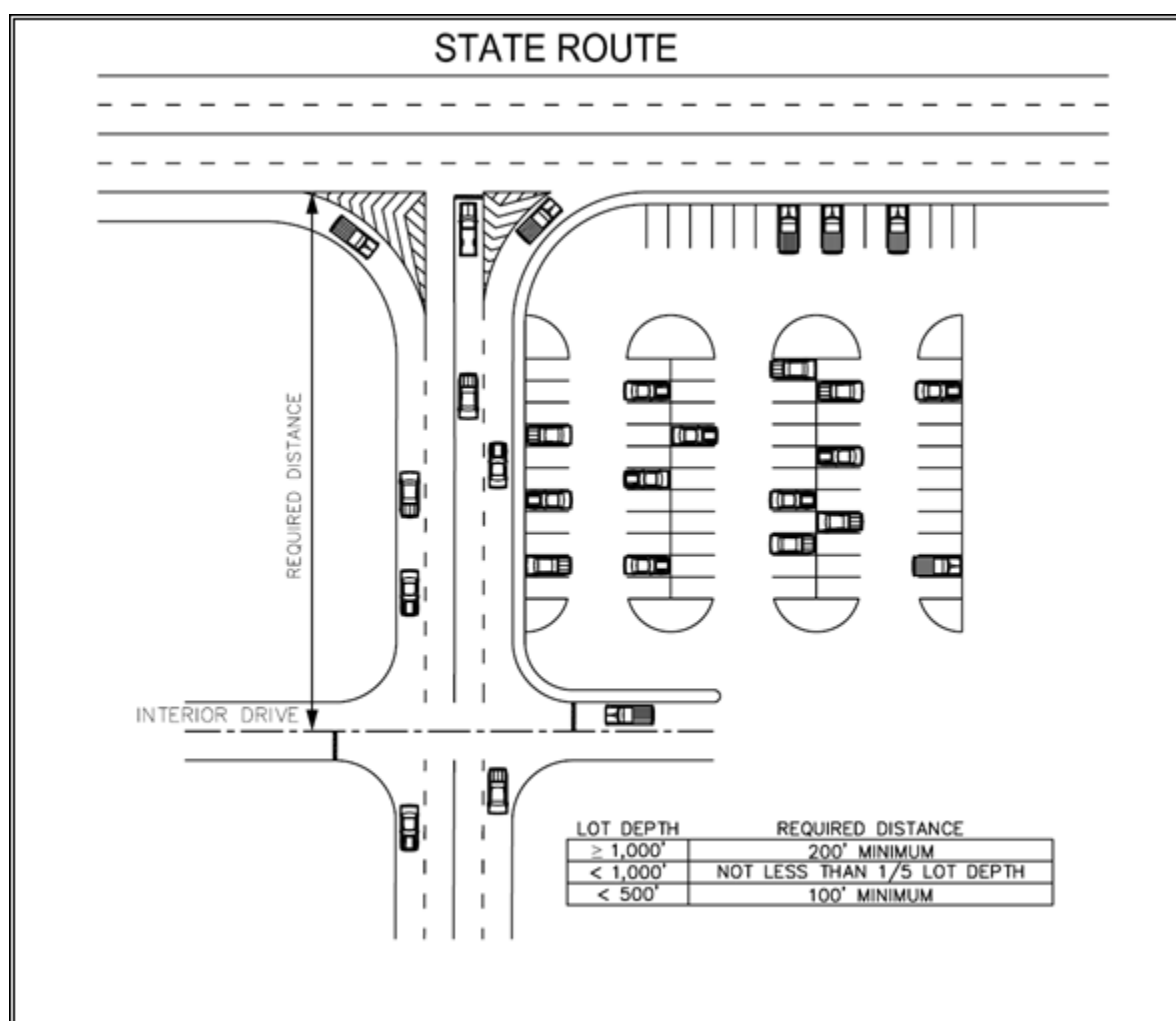 STATE ROUTE
REQUIRED DISTANCE
INTERIOR DRIVE
LOT DEPTH REQUIRED DISTANCE
≥ 1,000' 200' MINIMUM
< 1,000' NOT LESS THAN 1/5 LOT DEPTH
< 500' 100' MINIMUM